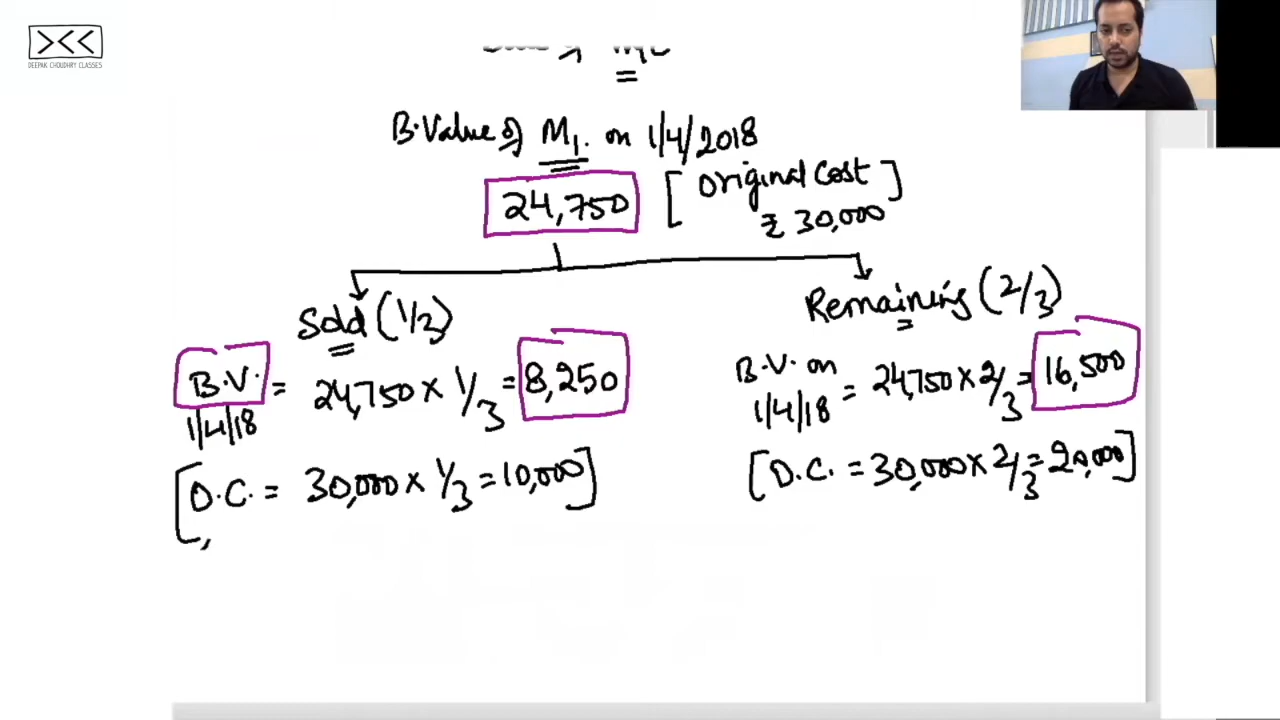 DEEPAK CHOUDHRY CLASSES
B.Value of M1. on 1/4/2018
24,750 [Original Cost
₹ 30,000]
Sold (1/3)
Remaining (2/3)
B.V. 1/4/18 = 24,750 × 1/3 = 8,250
[O.C. = 30,000 × 1/3 = 10,000]
B.V. on 1/4/18 = 24,750 × 2/3 = 16,500
[O.C. = 30,000 × 2/3 = 20,000]